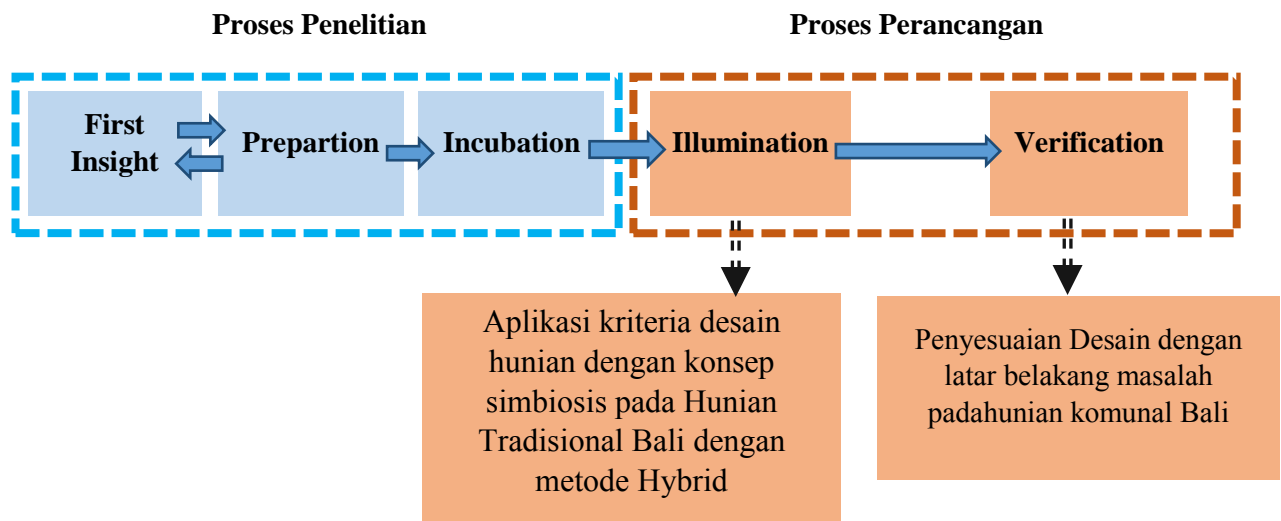 Proses Penelitian
Proses Perancangan
First
Insight
Prepartion
Incubation
Illumination
Verification
Aplikasi kriteria desain
hunian dengan konsep
simbiosis pada Hunian
Tradisional Bali dengan
metode Hybrid
Penyesuaian Desain dengan
latar belakang masalah
padahunian komunal Bali